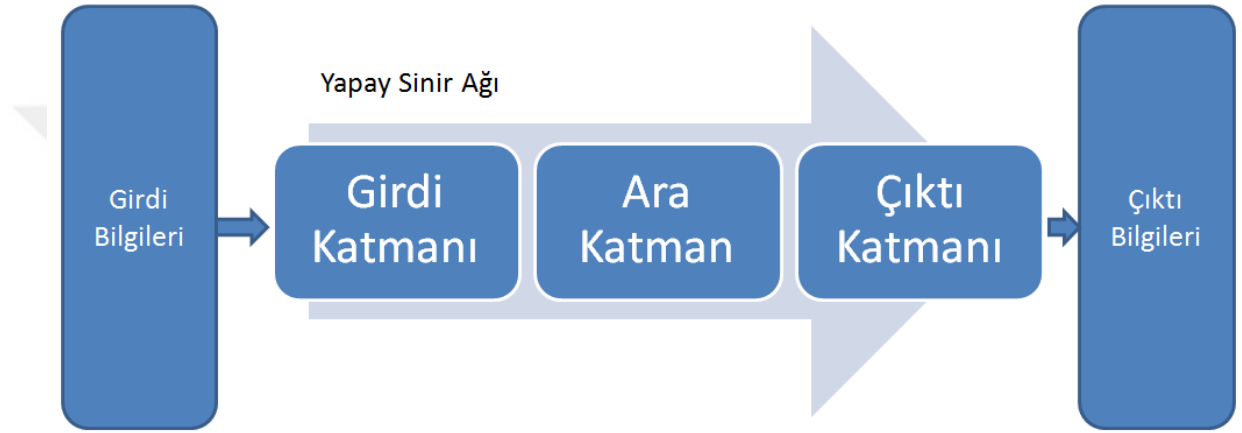 Yapay Sinir Ağı
Girdi
Bilgileri
Girdi
Katmanı
Ara
Katman
Çıktı
Katmanı
Çıktı
Bilgileri